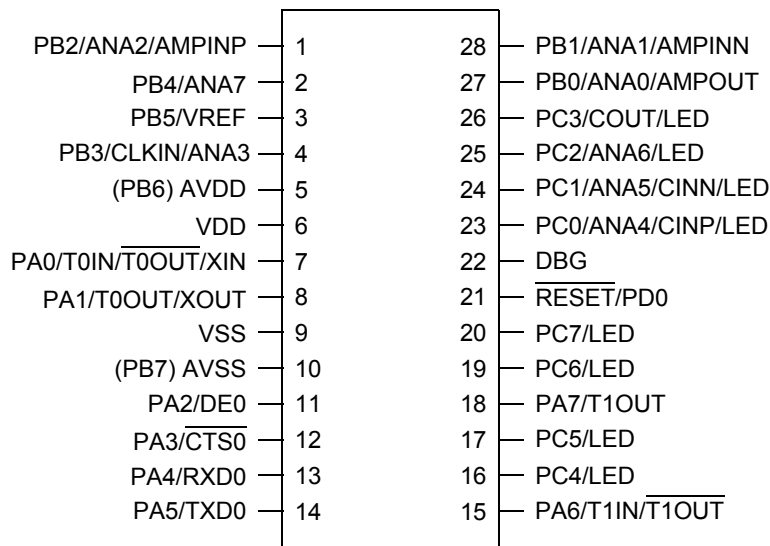 PB2/ANA2/AMPINP 1 28 PB1/ANA1/AMPINN
PB4/ANA7 2 27 PB0/ANA0/AMPOUT
PB5/VREF 3 26 PC3/COUT/LED
PB3/CLKIN/ANA3 4 25 PC2/ANA6/LED
(PB6) AVDD 5 24 PC1/ANA5/CINN/LED
VDD 6 23 PC0/ANA4/CINP/LED
PA0/T0IN/T̅0̅O̅U̅T̅/XIN 7 22 DBG
PA1/T0OUT/XOUT 8 21 R̅E̅S̅E̅T̅/PD0
VSS 9 20 PC7/LED
(PB7) AVSS 10 19 PC6/LED
PA2/DE0 11 18 PA7/T1OUT
PA3/C̅T̅S̅0̅ 12 17 PC5/LED
PA4/RXD0 13 16 PC4/LED
PA5/TXD0 14 15 PA6/T1IN/T̅1̅O̅U̅T̅